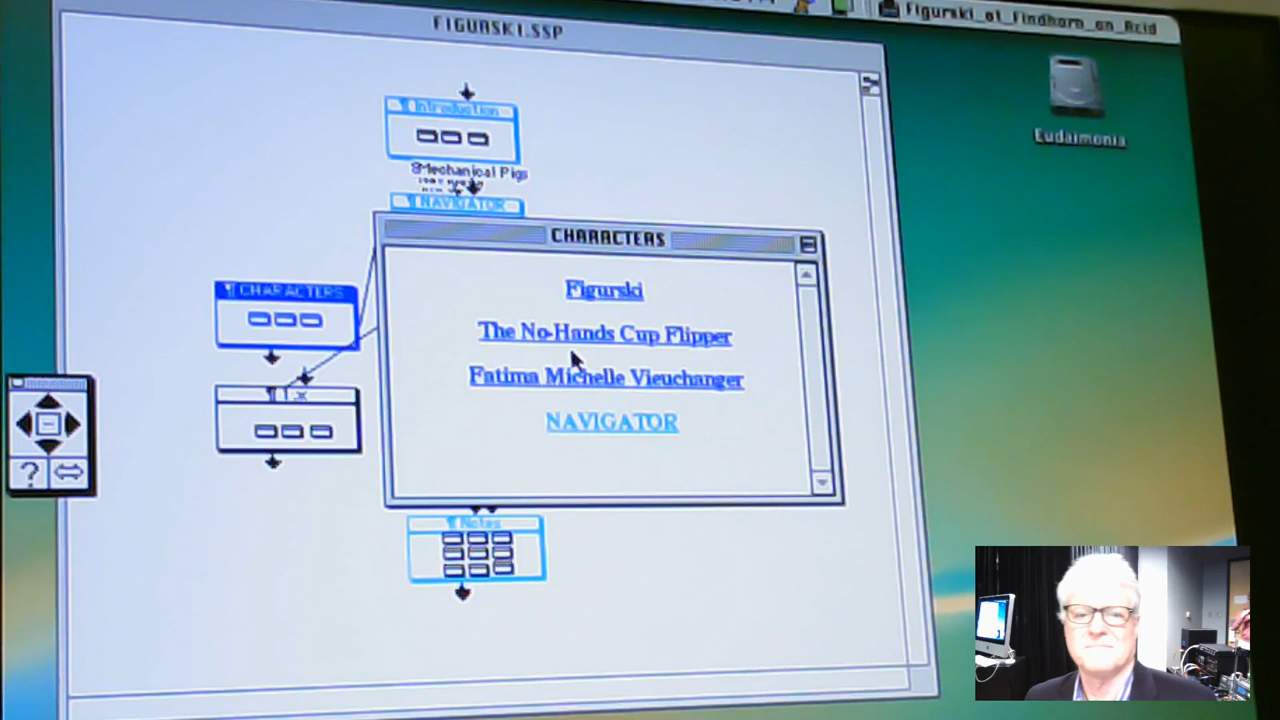 Figurski_at_Findhorn_on_Acid
FIGURSKI.SSP
Eudaimonia
Introduction
8Mechanical Pigs
NAVIGATOR
CHARACTERS
CHARACTERS
Figurski
The No-Hands Cup Flipper
Fatima Michelle Vieuchanger
NAVIGATOR
?
Notes